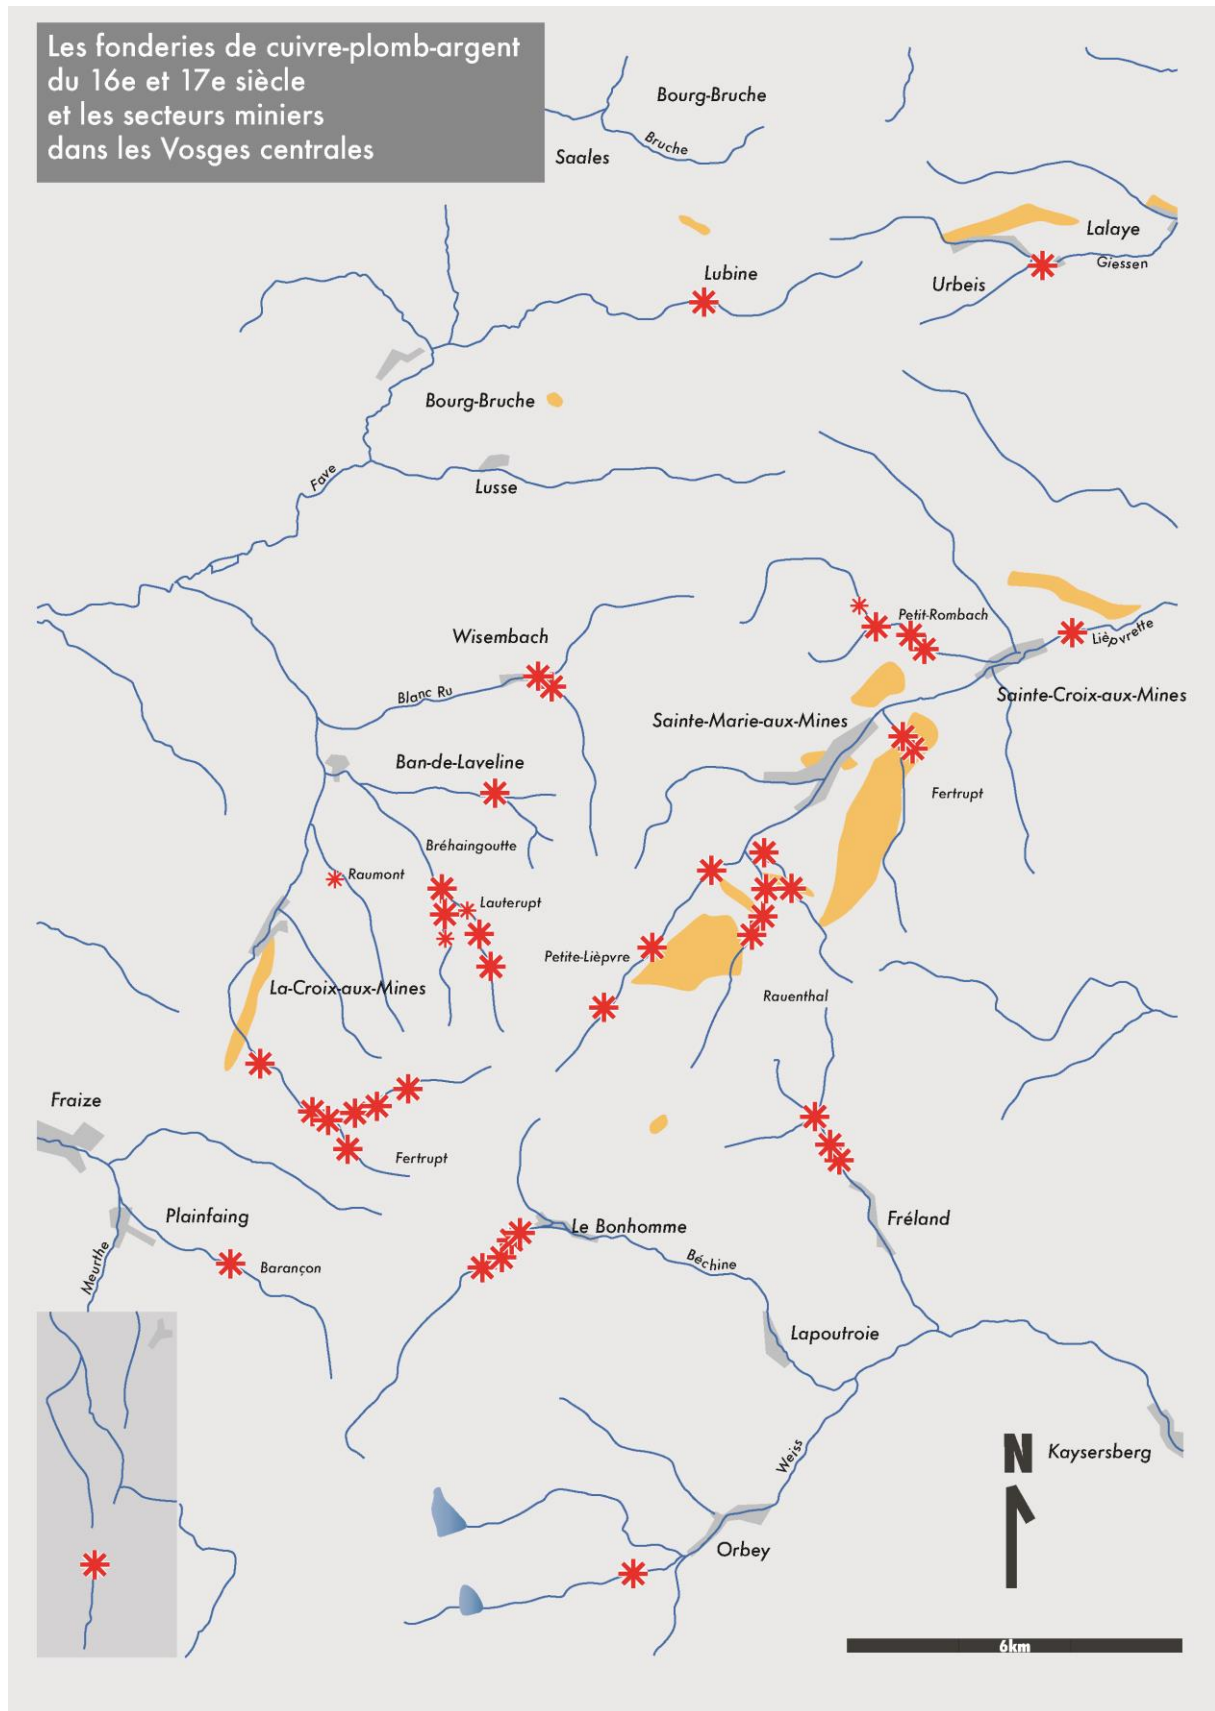 Les fonderies de cuivre-plomb-argent
du 16e et 17e siècle
et les secteurs miniers
dans les Vosges centrales
Bourg-Bruche
Bruche
Saales
Lalaye
Giessen
Urbeis
Lubine
Bourg-Bruche
Fave
Lusse
Petit-Rombach
Lièpvrette
Wisembach
Blanc Ru
Sainte-Croix-aux-Mines
Sainte-Marie-aux-Mines
Ban-de-Laveline
Fertrupt
Bréhaingoutte
Raumont
Lauterupt
Petite-Lièpvre
La-Croix-aux-Mines
Rauenthal
Fraize
Fertrupt
Plainfaing
Fréland
Le Bonhomme
Béchine
Meurthe
Barançon
Lapoutroie
Weiss
N
Kaysersberg
Orbey
6km